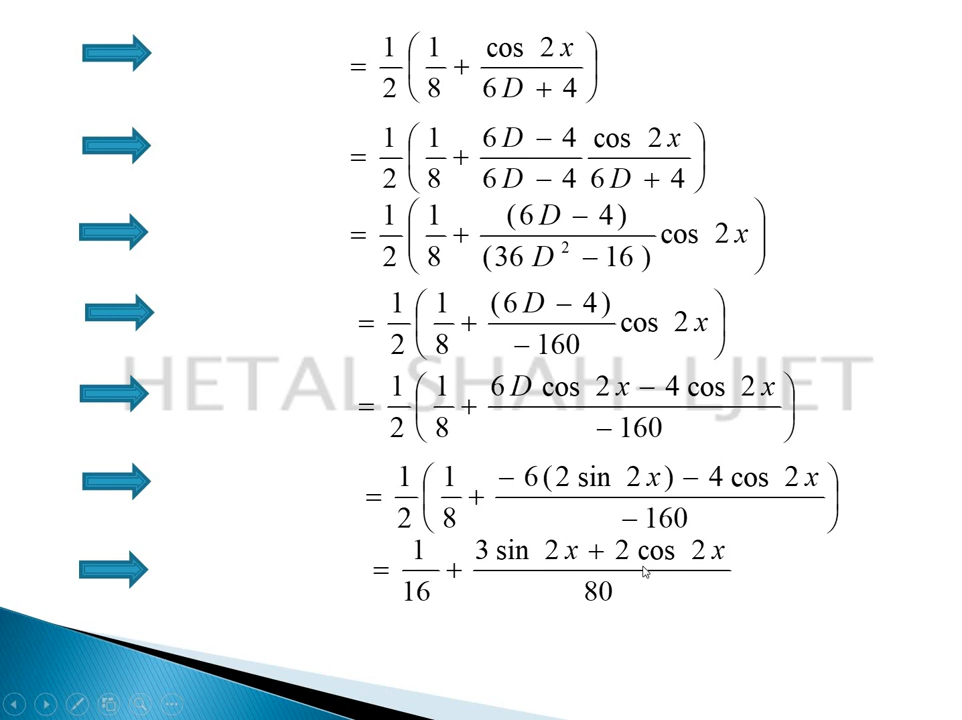 = 1/2 ( 1/8 + cos 2x / 6D + 4 )
= 1/2 ( 1/8 + 6D − 4 / 6D − 4 cos 2x / 6D + 4 )
= 1/2 ( 1/8 + (6D − 4) / (36 D² − 16) cos 2x )
= 1/2 ( 1/8 + (6D − 4) / − 160 cos 2x )
HETAL SHAH - LJIET
= 1/2 ( 1/8 + 6D cos 2x − 4 cos 2x / − 160 )
= 1/2 ( 1/8 + − 6(2 sin 2x) − 4 cos 2x / − 160 )
= 1/16 + 3 sin 2x + 2 cos 2x / 80